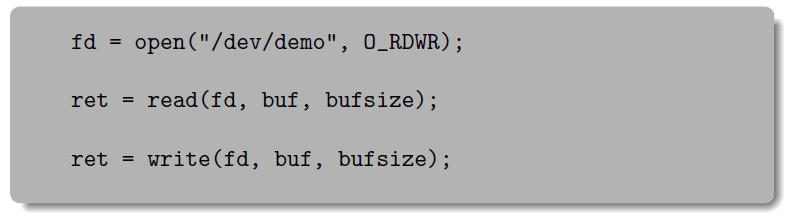 fd = open("/dev/demo", O_RDWR);
ret = read(fd, buf, bufsize);
ret = write(fd, buf, bufsize);